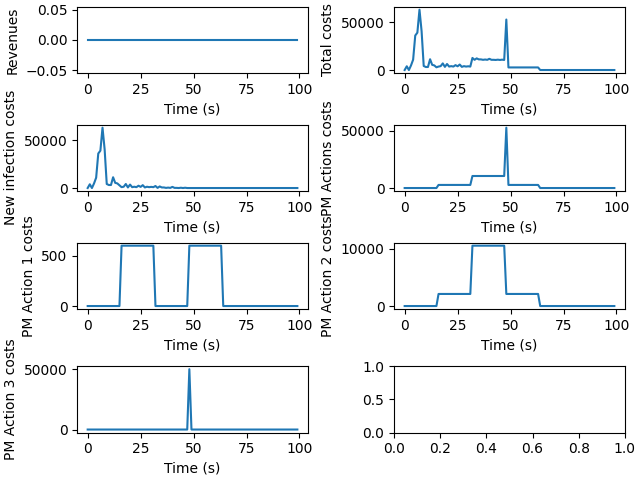 Revenues
0.05
0.00
−0.05
0 25 50 75 100
Time (s)
Total costs
50000
0
0 25 50 75 100
Time (s)
New infection costs
50000
0
0 25 50 75 100
Time (s)
PM Actions costs
50000
0
0 25 50 75 100
Time (s)
PM Action 1 costs
500
0
0 25 50 75 100
Time (s)
PM Action 2 costs
10000
0
0 25 50 75 100
Time (s)
PM Action 3 costs
50000
0
0 25 50 75 100
Time (s)
1.0
0.5
0.0
0.0 0.2 0.4 0.6 0.8 1.0